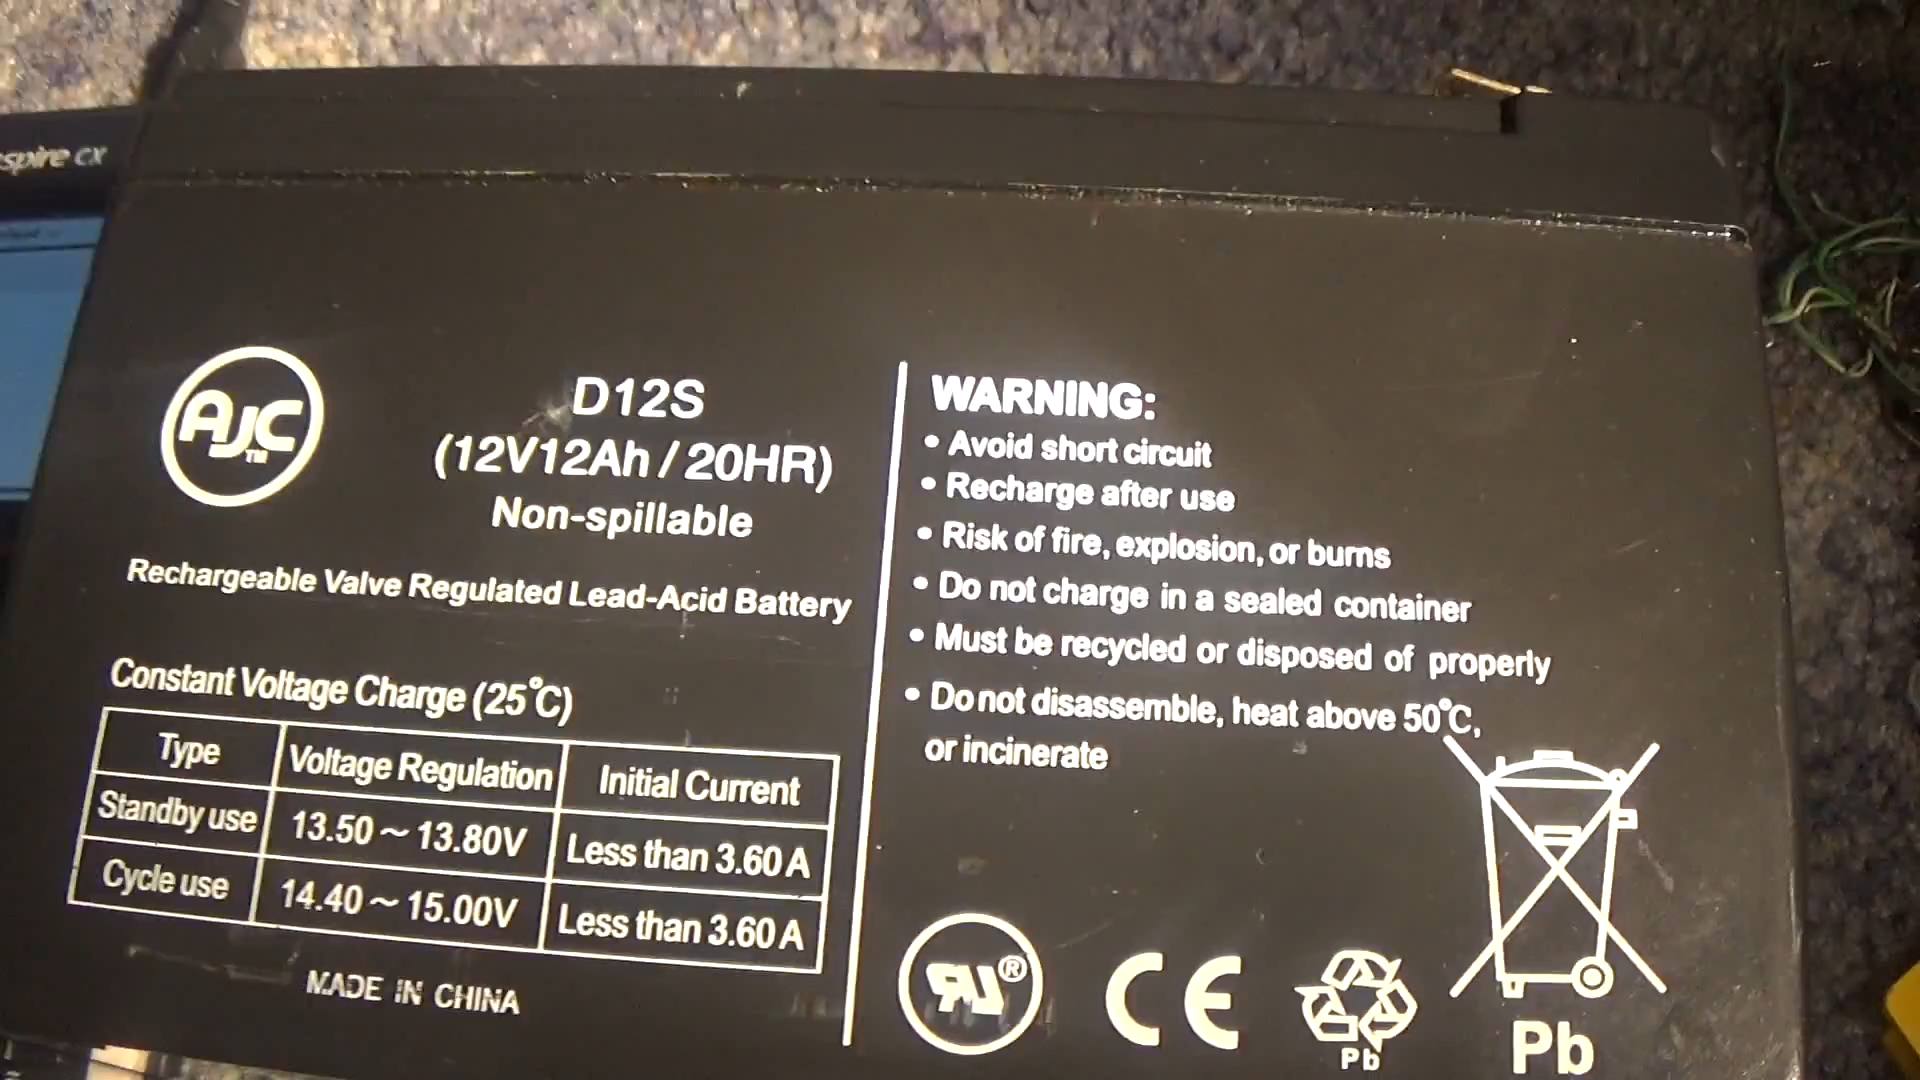 spire cx
AJC
TM
D12S
(12V12Ah / 20HR)
Non-spillable
Rechargeable Valve Regulated Lead-Acid Battery
Constant Voltage Charge (25°C)
Type Voltage Regulation Initial Current
Standby use 13.50 ~ 13.80V Less than 3.60 A
Cycle use 14.40 ~ 15.00V Less than 3.60 A
MADE IN CHINA
WARNING:
• Avoid short circuit
• Recharge after use
• Risk of fire, explosion, or burns
• Do not charge in a sealed container
• Must be recycled or disposed of properly
• Do not disassemble, heat above 50°C,
or incinerate
RU®
CE
Pb
Pb